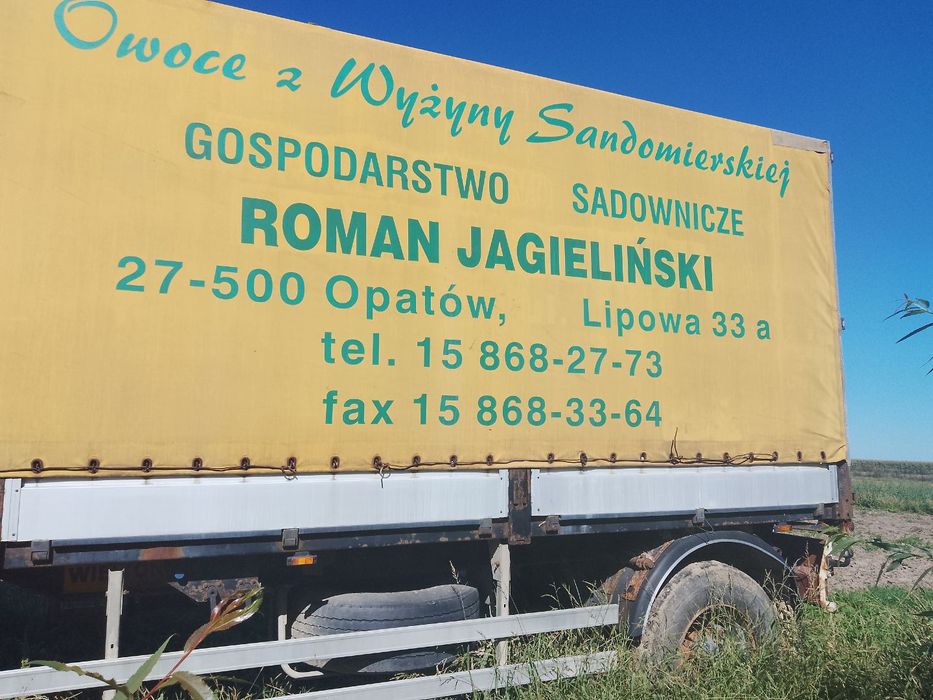 Owoce z Wyżyny Sandomierskiej
GOSPODARSTWO SADOWNICZE
ROMAN JAGIELIŃSKI
27-500 Opatów, Lipowa 33 a
tel. 15 868-27-73
fax 15 868-33-64